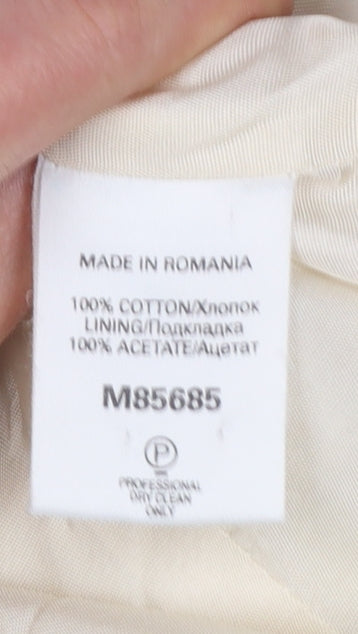 MADE IN ROMANIA
100% COTTON/Хлопок
LINING/Подкладка
100% ACETATE/Ацетат
M85685
P
PROFESSIONAL
DRY CLEAN
ONLY